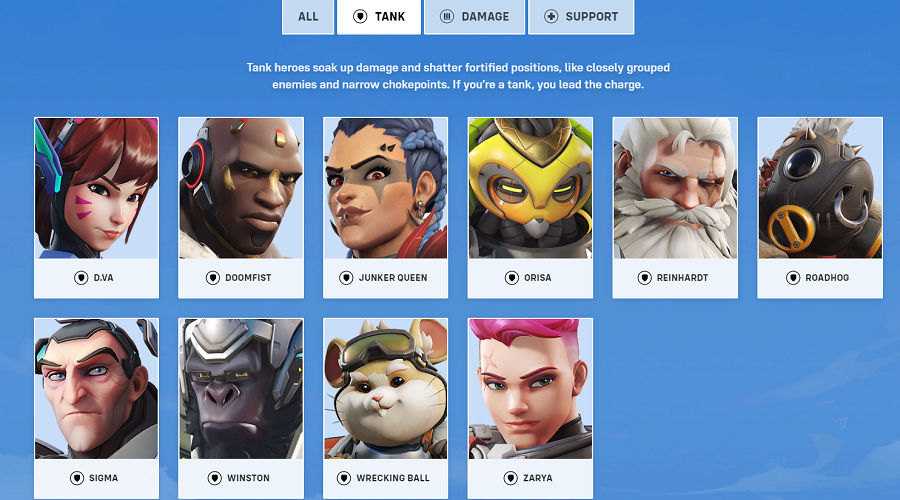 ALL TANK DAMAGE SUPPORT
Tank heroes soak up damage and shatter fortified positions, like closely grouped
enemies and narrow chokepoints. If you're a tank, you lead the charge.
D.VA DOOMFIST JUNKER QUEEN ORISA REINHARDT ROADHOG
SIGMA WINSTON WRECKING BALL ZARYA